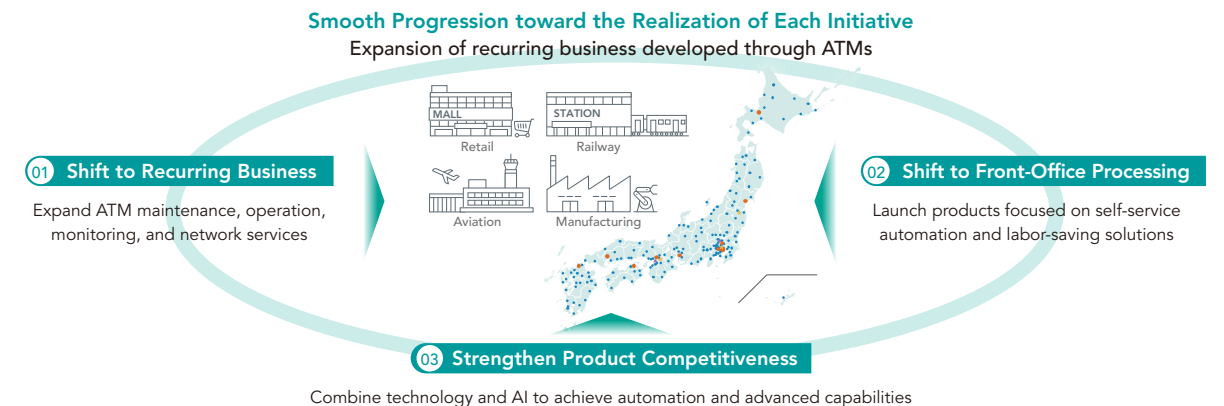 Smooth Progression toward the Realization of Each Initiative
Expansion of recurring business developed through ATMs
MALL
STATION
Retail
Railway
Aviation
Manufacturing
01 Shift to Recurring Business
Expand ATM maintenance, operation,
monitoring, and network services
02 Shift to Front-Office Processing
Launch products focused on self-service
automation and labor-saving solutions
03 Strengthen Product Competitiveness
Combine technology and AI to achieve automation and advanced capabilities